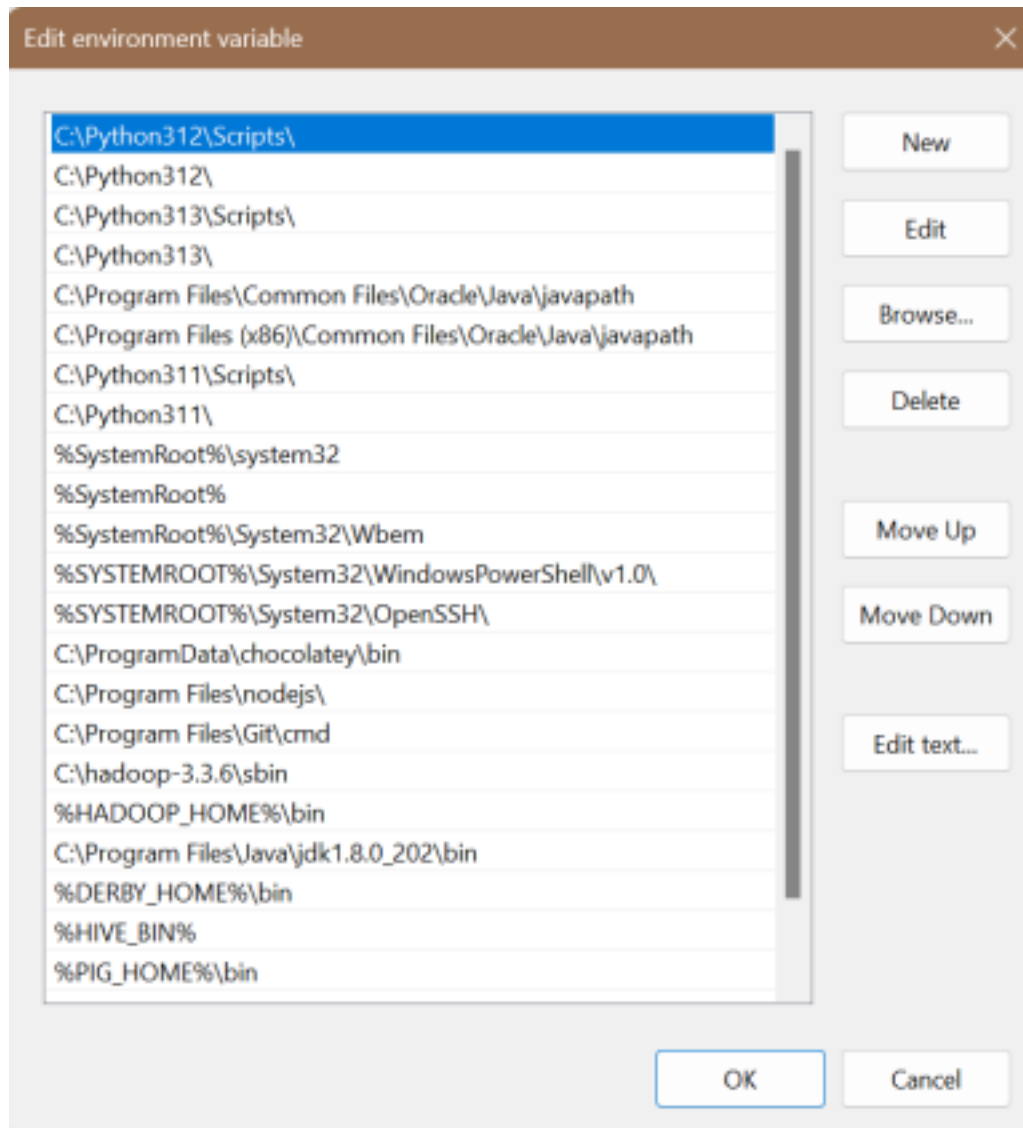 Edit environment variable
C:\Python312\Scripts\
New
C:\Python312\
C:\Python313\Scripts\
Edit
C:\Python313\
C:\Program Files\Common Files\Oracle\Java\javapath
Browse...
C:\Program Files (x86)\Common Files\Oracle\Java\javapath
C:\Python311\Scripts\
Delete
C:\Python311\
%SystemRoot%\system32
%SystemRoot%
%SystemRoot%\System32\Wbem
Move Up
%SYSTEMROOT%\System32\WindowsPowerShell\v1.0\
%SYSTEMROOT%\System32\OpenSSH\
Move Down
C:\ProgramData\chocolatey\bin
C:\Program Files\nodejs\
C:\Program Files\Git\cmd
Edit text...
C:\hadoop-3.3.6\sbin
%HADOOP_HOME%\bin
C:\Program Files\Java\jdk1.8.0_202\bin
%DERBY_HOME%\bin
%HIVE_BIN%
%PIG_HOME%\bin
OK
Cancel